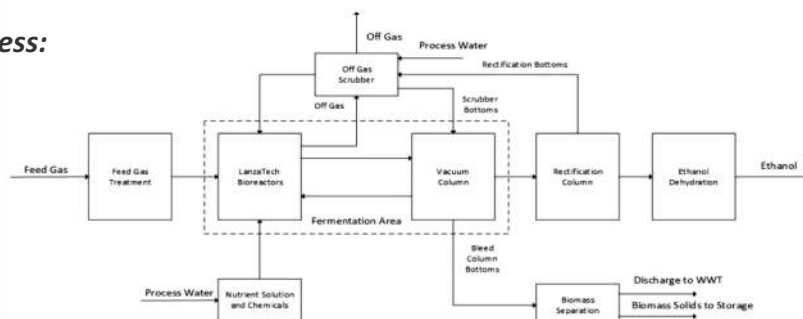 ess:
Off Gas
Process Water
Off Gas
Scrubber
Rectification Bottoms
Off Gas
Scrubber
Bottoms
Feed Gas
Feed Gas
Treatment
LanzaTech
Bioreactors
Vacuum
Column
Rectification
Column
Ethanol
Dehydration
Ethanol
Fermentation Area
Bleed
Column
Bottoms
Process Water
Nutrient Solution
and Chemicals
Biomass
Separation
Discharge to WWT
Biomass Solids to Storage